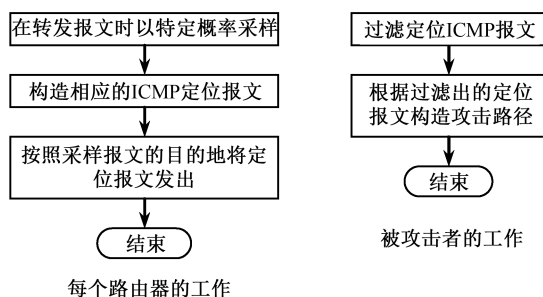 在转发报文时以特定概率采样
构造相应的ICMP定位报文
按照采样报文的目的地将定
位报文发出
结束
每个路由器的工作
过滤定位ICMP报文
根据过滤出的定位
报文构造攻击路径
结束
被攻击者的工作